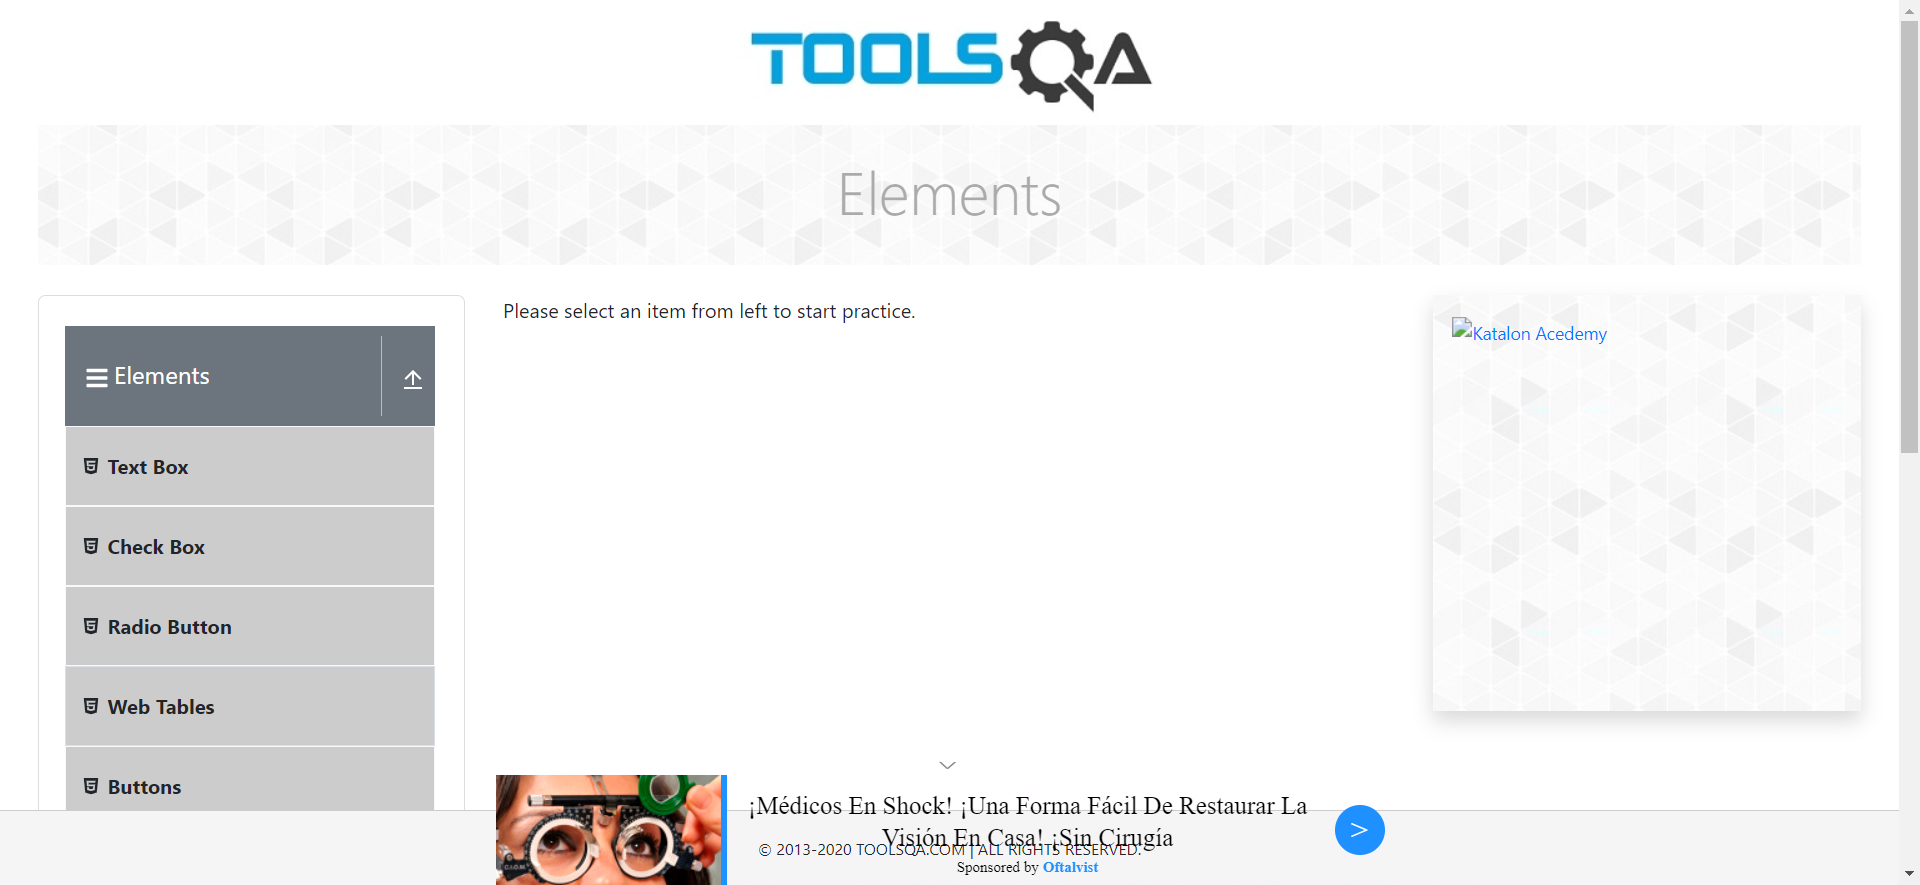 TOOLSQA
Elements
Elements
Text Box
Check Box
Radio Button
Web Tables
Buttons
Please select an item from left to start practice.
Katalon Acedemy
¡Médicos En Shock! ¡Una Forma Fácil De Restaurar La
Visión En Casa! ¡Sin Cirugía
© 2013-2020 TOOLSQA.COM | ALL RIGHTS RESERVED.
Sponsored by Oftalvist